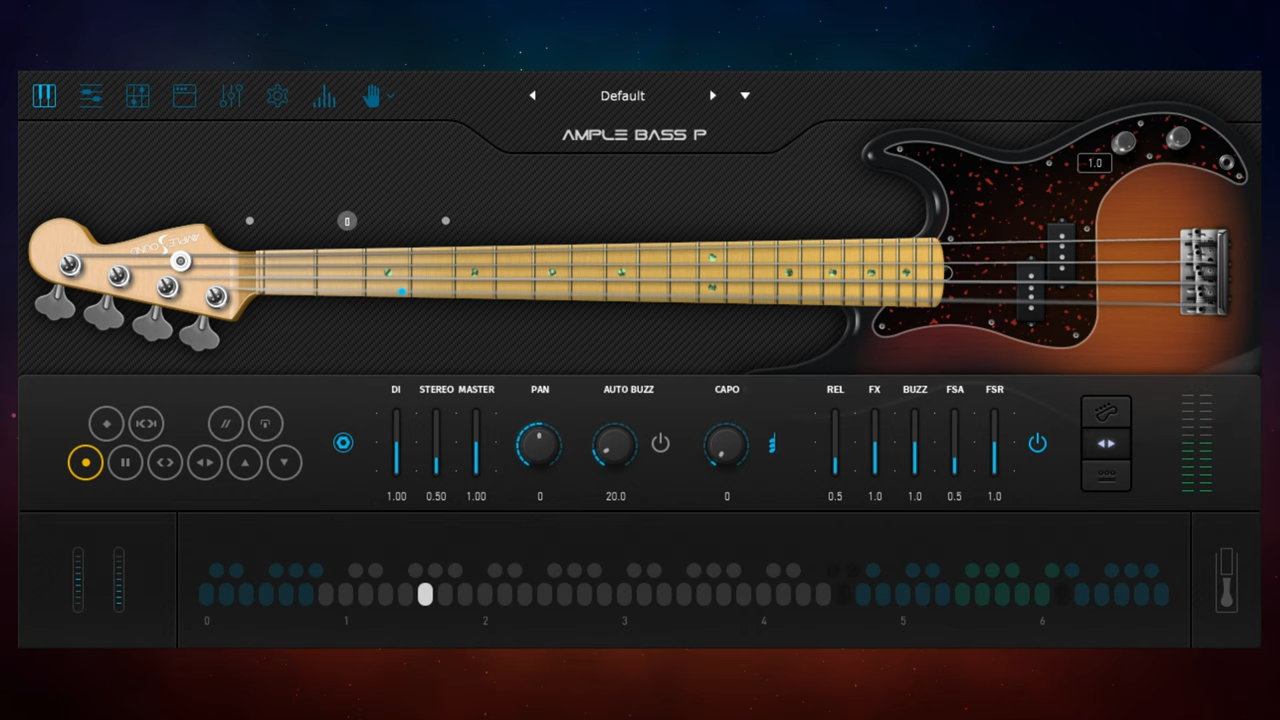 Default
AMPLE BASS P
1.0
AMPLE SOUND
DI STEREO MASTER PAN AUTO BUZZ CAPO REL FX BUZZ FSA FSR
1.00 0.50 1.00 0 20.0 0 0.5 1.0 1.0 0.5 1.0
0 1 2 3 4 5 6